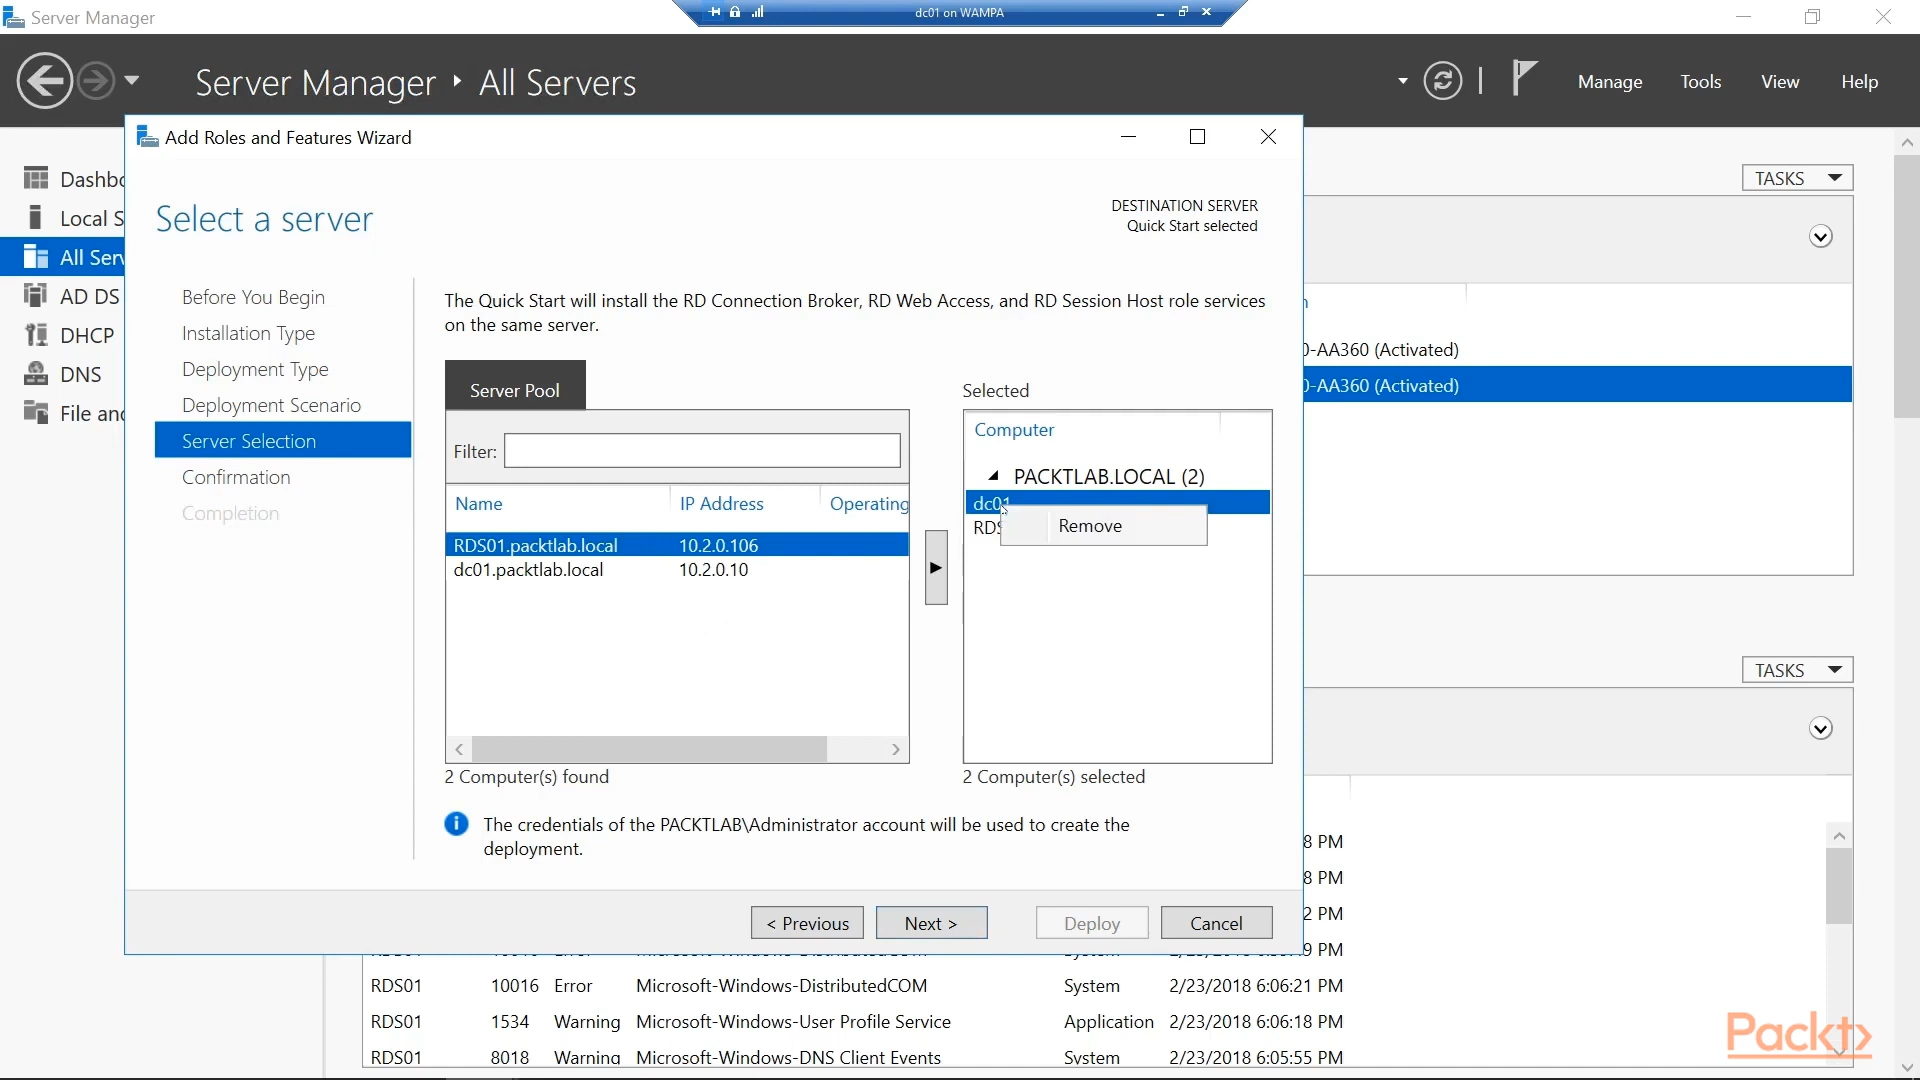 Server Manager
dc01 on WAMPA
Server Manager
All Servers
Manage
Tools
View
Help
Add Roles and Features Wizard
Select a server
DESTINATION SERVER
Quick Start selected
Dashbo
Local S
All Serv
AD DS
DHCP
DNS
File and
Before You Begin
Installation Type
Deployment Type
Deployment Scenario
Server Selection
Confirmation
Completion
The Quick Start will install the RD Connection Broker, RD Web Access, and RD Session Host role services
on the same server.
Server Pool
Filter:
Name IP Address Operating
RDS01.packtlab.local 10.2.0.106
dc01.packtlab.local 10.2.0.10
2 Computer(s) found
Selected
Computer
PACKTLAB.LOCAL (2)
dc01
RDS
Remove
2 Computer(s) selected
The credentials of the PACKTLAB\Administrator account will be used to create the
deployment.
< Previous
Next >
Deploy
Cancel
TASKS
0-AA360 (Activated)
0-AA360 (Activated)
TASKS
8 PM
8 PM
2 PM
9 PM
RDS01 10016 Error Microsoft-Windows-DistributedCOM System 2/23/2018 6:06:21 PM
RDS01 1534 Warning Microsoft-Windows-User Profile Service Application 2/23/2018 6:06:18 PM
RDS01 8018 Warning Microsoft-Windows-DNS Client Events System 2/23/2018 6:05:55 PM
Packt